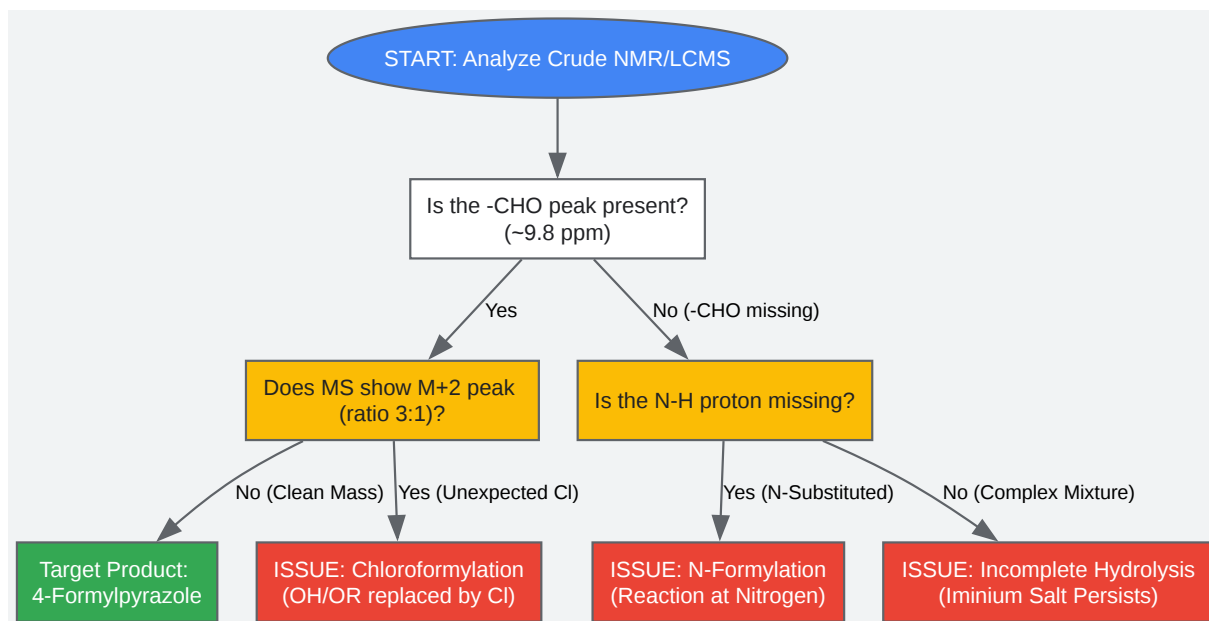 START: Analyze Crude NMR/LCMS
Is the -CHO peak present?
(~9.8 ppm)
Yes
No (-CHO missing)
Does MS show M+2 peak
(ratio 3:1)?
Is the N-H proton missing?
No (Clean Mass)
Yes (Unexpected Cl)
Yes (N-Substituted)
No (Complex Mixture)
Target Product:
4-Formylpyrazole
ISSUE: Chloroformylation
(OH/OR replaced by Cl)
ISSUE: N-Formylation
(Reaction at Nitrogen)
ISSUE: Incomplete Hydrolysis
(Iminium Salt Persists)